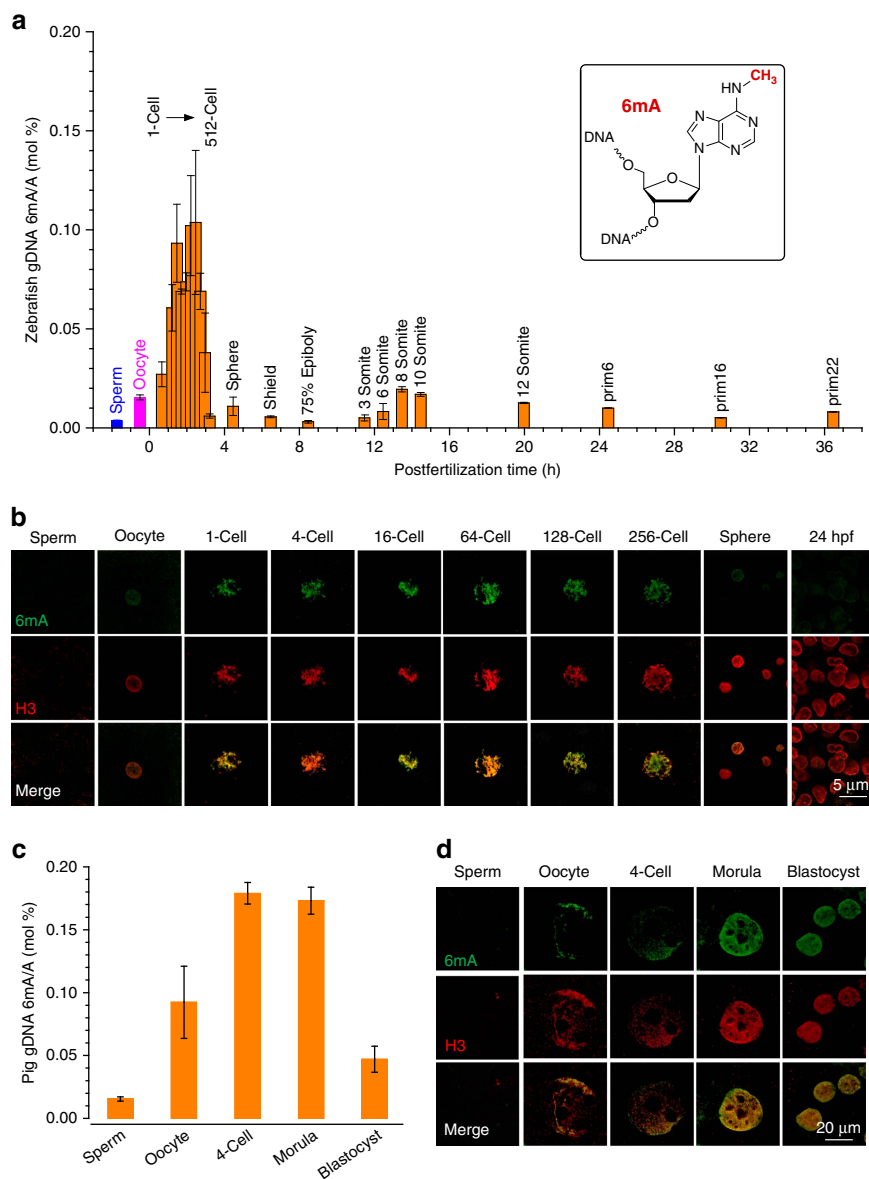 a
0.20
0.15
0.10
0.05
0.00
Zebrafish gDNA 6mA/A (mol %)
1-Cell
512-Cell
Sperm
Oocyte
Sphere
Shield
75% Epiboly
3 Somite
6 Somite
8 Somite
10 Somite
12 Somite
prim6
prim16
prim22
0 4 8 12 16 20 24 28 32 36
Postfertilization time (h)
6mA
HN
CH3
N
N
N
N
DNA
O
O
O
DNA
b
Sperm Oocyte 1-Cell 4-Cell 16-Cell 64-Cell 128-Cell 256-Cell Sphere 24 hpf
6mA
H3
Merge
5 μm
c
0.20
0.15
0.10
0.05
0.00
Pig gDNA 6mA/A (mol %)
Sperm
Oocyte
4-Cell
Morula
Blastocyst
d
Sperm Oocyte 4-Cell Morula Blastocyst
6mA
H3
Merge
20 μm